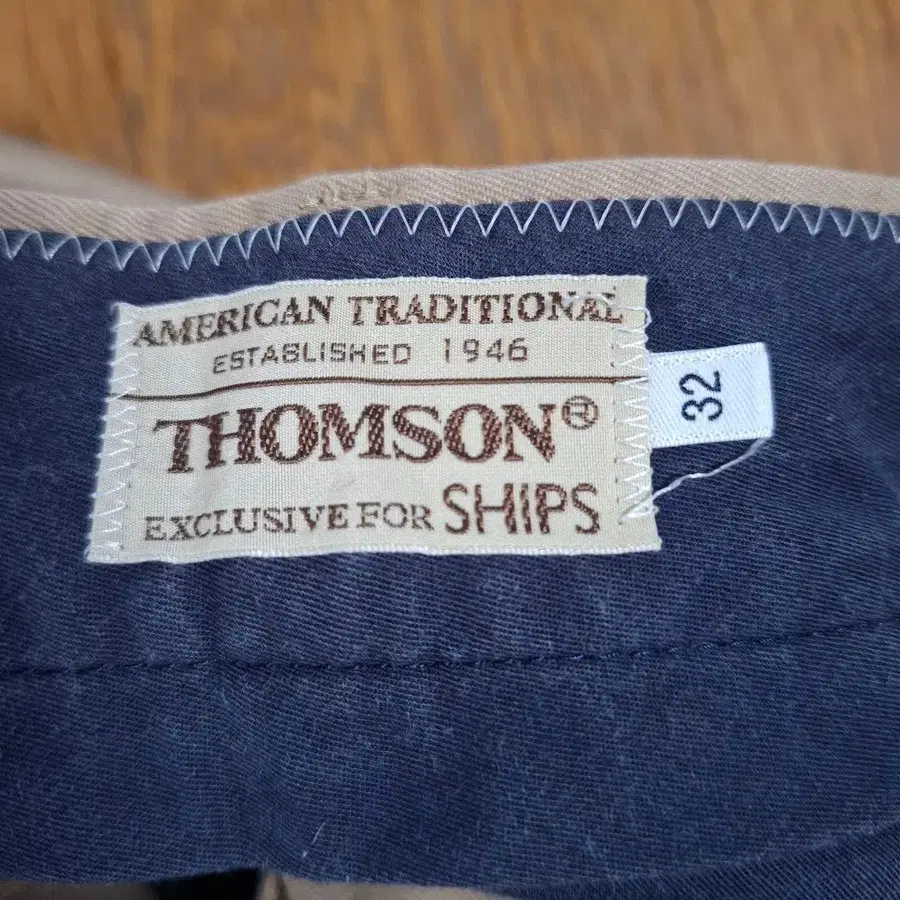 AMERICAN TRADITIONAL
ESTABLISHED 1946
THOMSON®
EXCLUSIVE FOR SHIPS
32